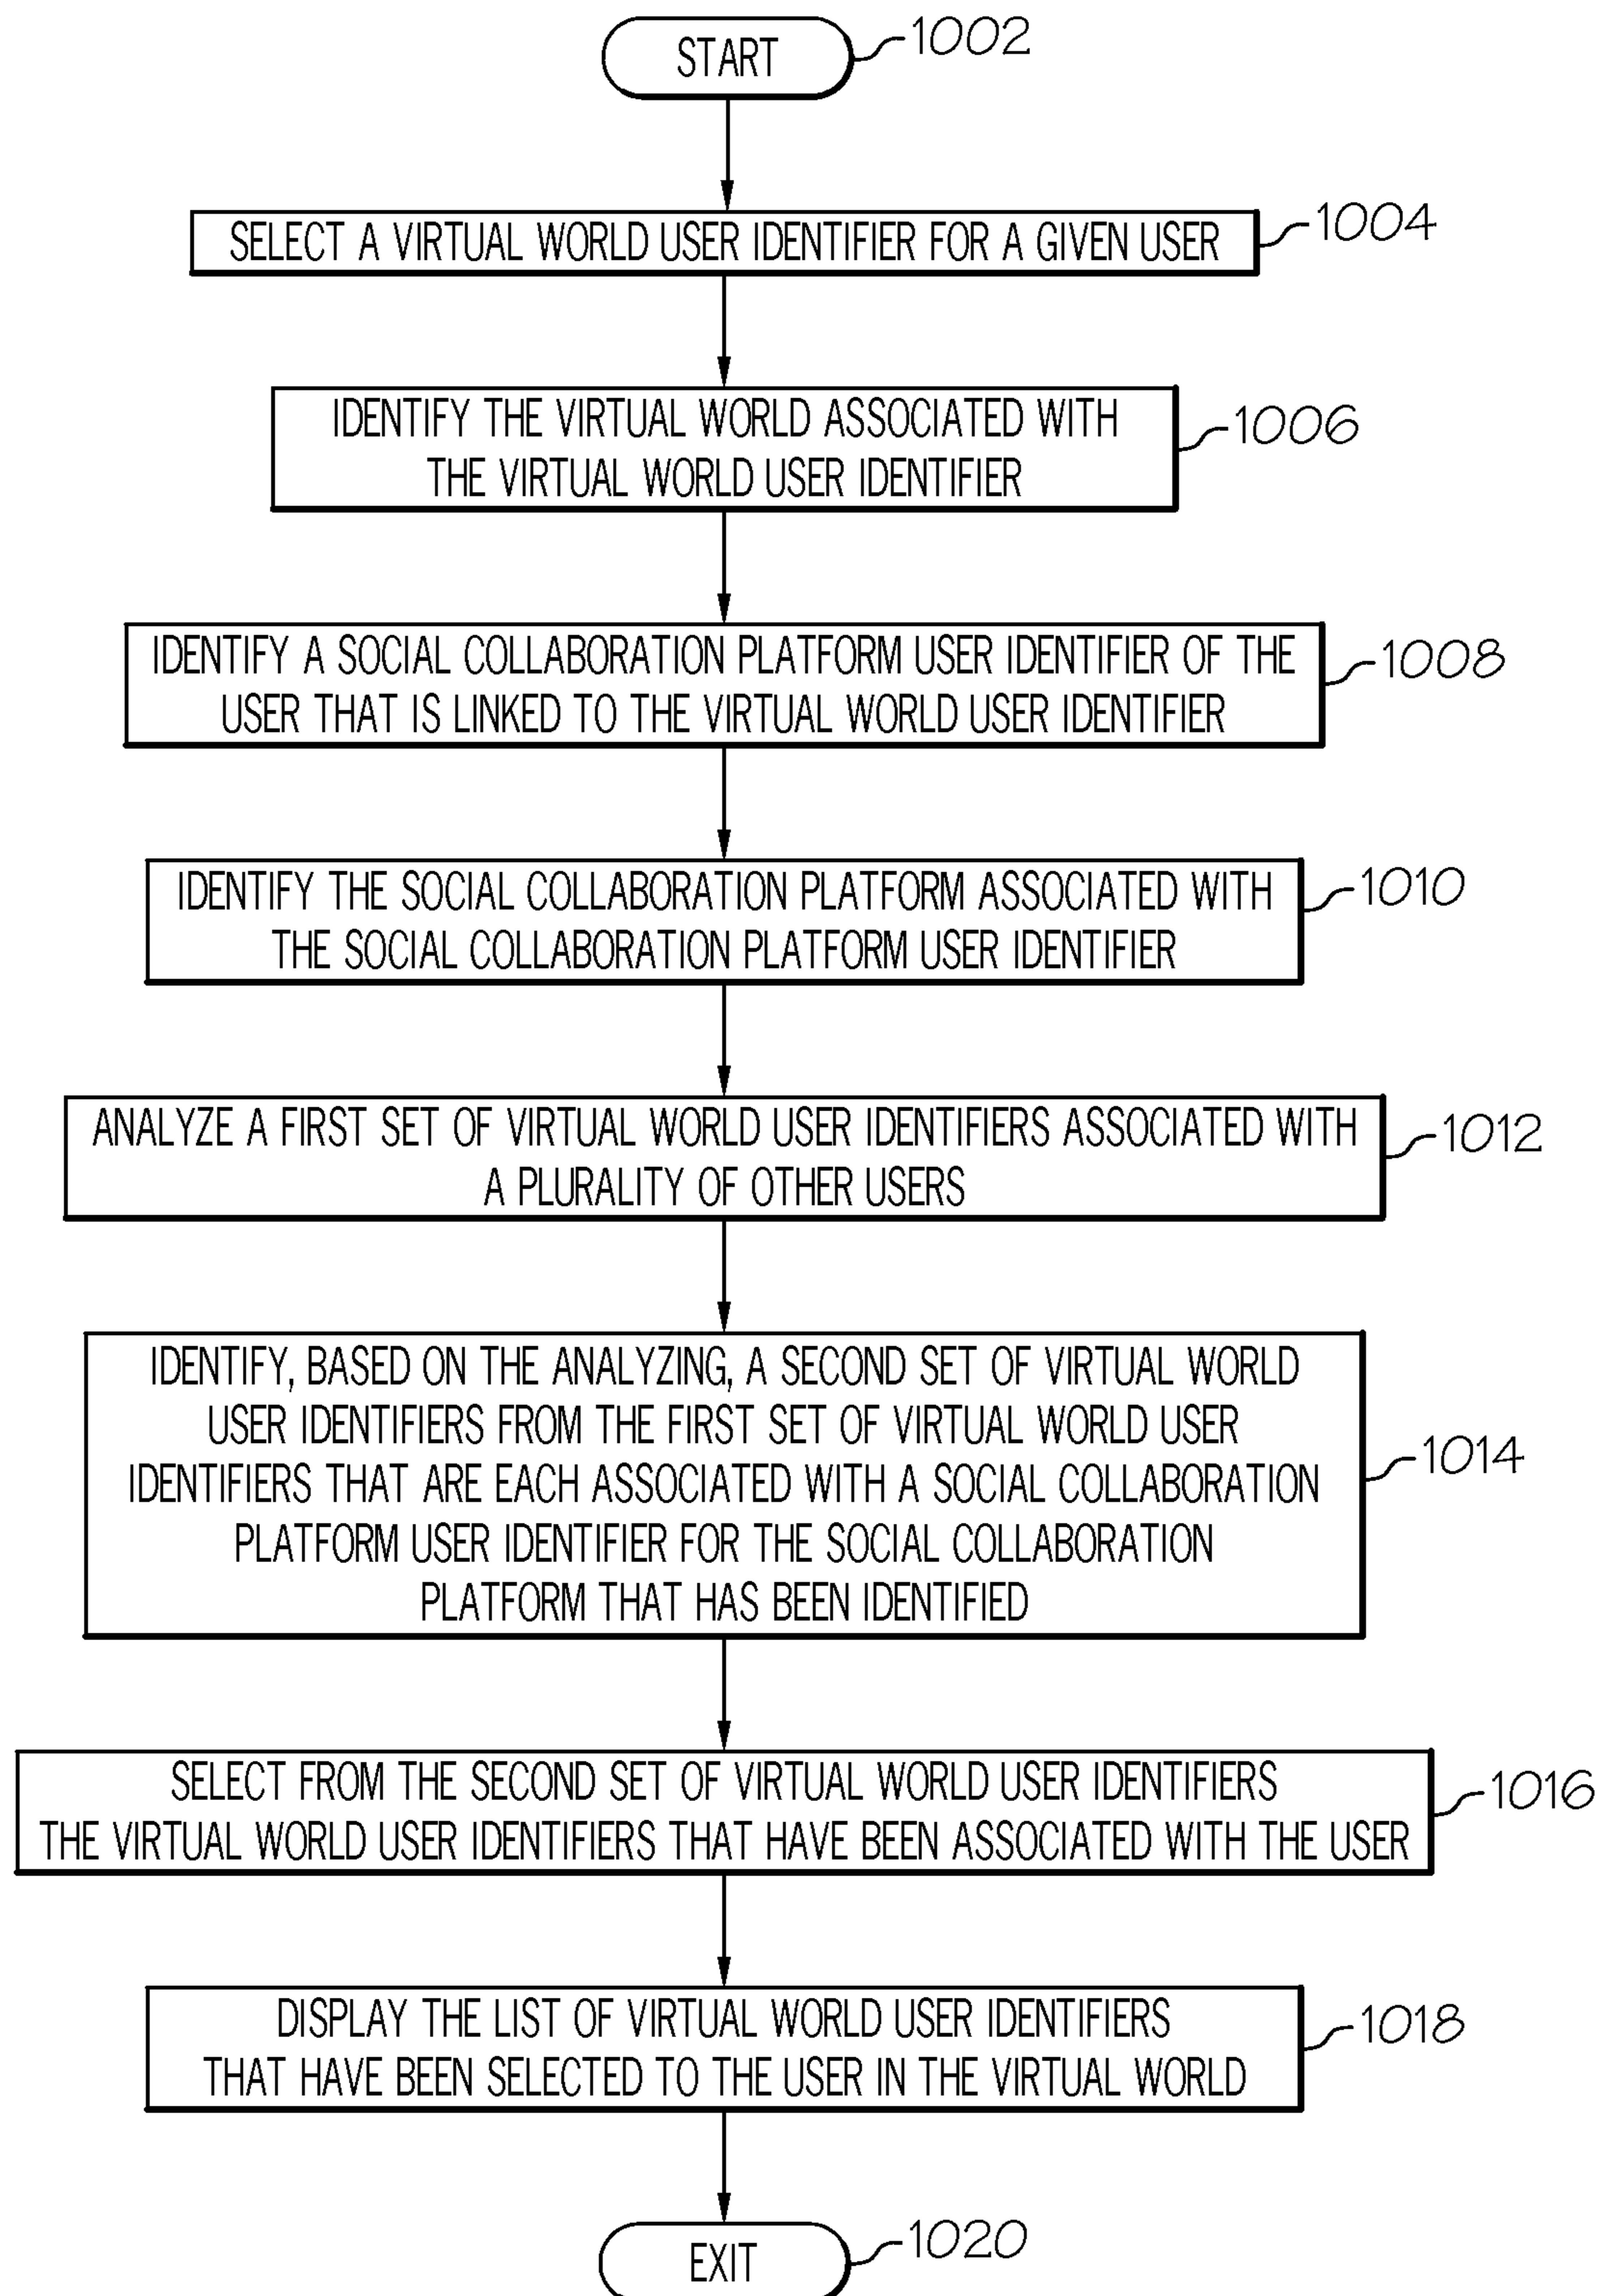 START
1002
SELECT A VIRTUAL WORLD USER IDENTIFIER FOR A GIVEN USER
1004
IDENTIFY THE VIRTUAL WORLD ASSOCIATED WITH
THE VIRTUAL WORLD USER IDENTIFIER
1006
IDENTIFY A SOCIAL COLLABORATION PLATFORM USER IDENTIFIER OF THE
USER THAT IS LINKED TO THE VIRTUAL WORLD USER IDENTIFIER
1008
IDENTIFY THE SOCIAL COLLABORATION PLATFORM ASSOCIATED WITH
THE SOCIAL COLLABORATION PLATFORM USER IDENTIFIER
1010
ANALYZE A FIRST SET OF VIRTUAL WORLD USER IDENTIFIERS ASSOCIATED WITH
A PLURALITY OF OTHER USERS
1012
IDENTIFY, BASED ON THE ANALYZING, A SECOND SET OF VIRTUAL WORLD
USER IDENTIFIERS FROM THE FIRST SET OF VIRTUAL WORLD USER
IDENTIFIERS THAT ARE EACH ASSOCIATED WITH A SOCIAL COLLABORATION
PLATFORM USER IDENTIFIER FOR THE SOCIAL COLLABORATION
PLATFORM THAT HAS BEEN IDENTIFIED
1014
SELECT FROM THE SECOND SET OF VIRTUAL WORLD USER IDENTIFIERS
THE VIRTUAL WORLD USER IDENTIFIERS THAT HAVE BEEN ASSOCIATED WITH THE USER
1016
DISPLAY THE LIST OF VIRTUAL WORLD USER IDENTIFIERS
THAT HAVE BEEN SELECTED TO THE USER IN THE VIRTUAL WORLD
1018
EXIT
1020